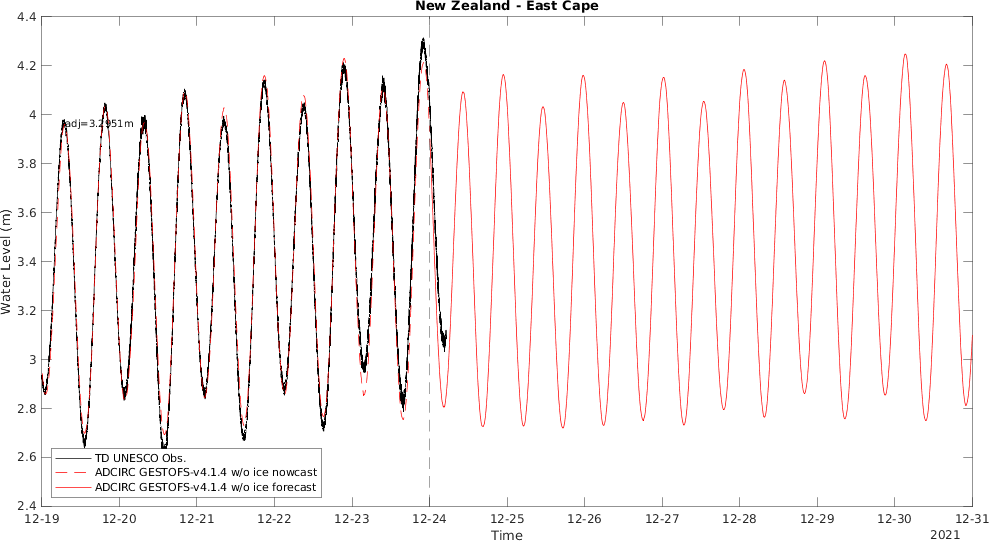 New Zealand - East Cape
4.4
4.2
4
3.8
3.6
3.4
3.2
3
2.8
2.6
2.4
Water Level (m)
adj=3.2951m
TD UNESCO Obs.
ADCIRC GESTOFS-v4.1.4 w/o ice nowcast
ADCIRC GESTOFS-v4.1.4 w/o ice forecast
12-19 12-20 12-21 12-22 12-23 12-24 12-25 12-26 12-27 12-28 12-29 12-30 12-31
Time
2021